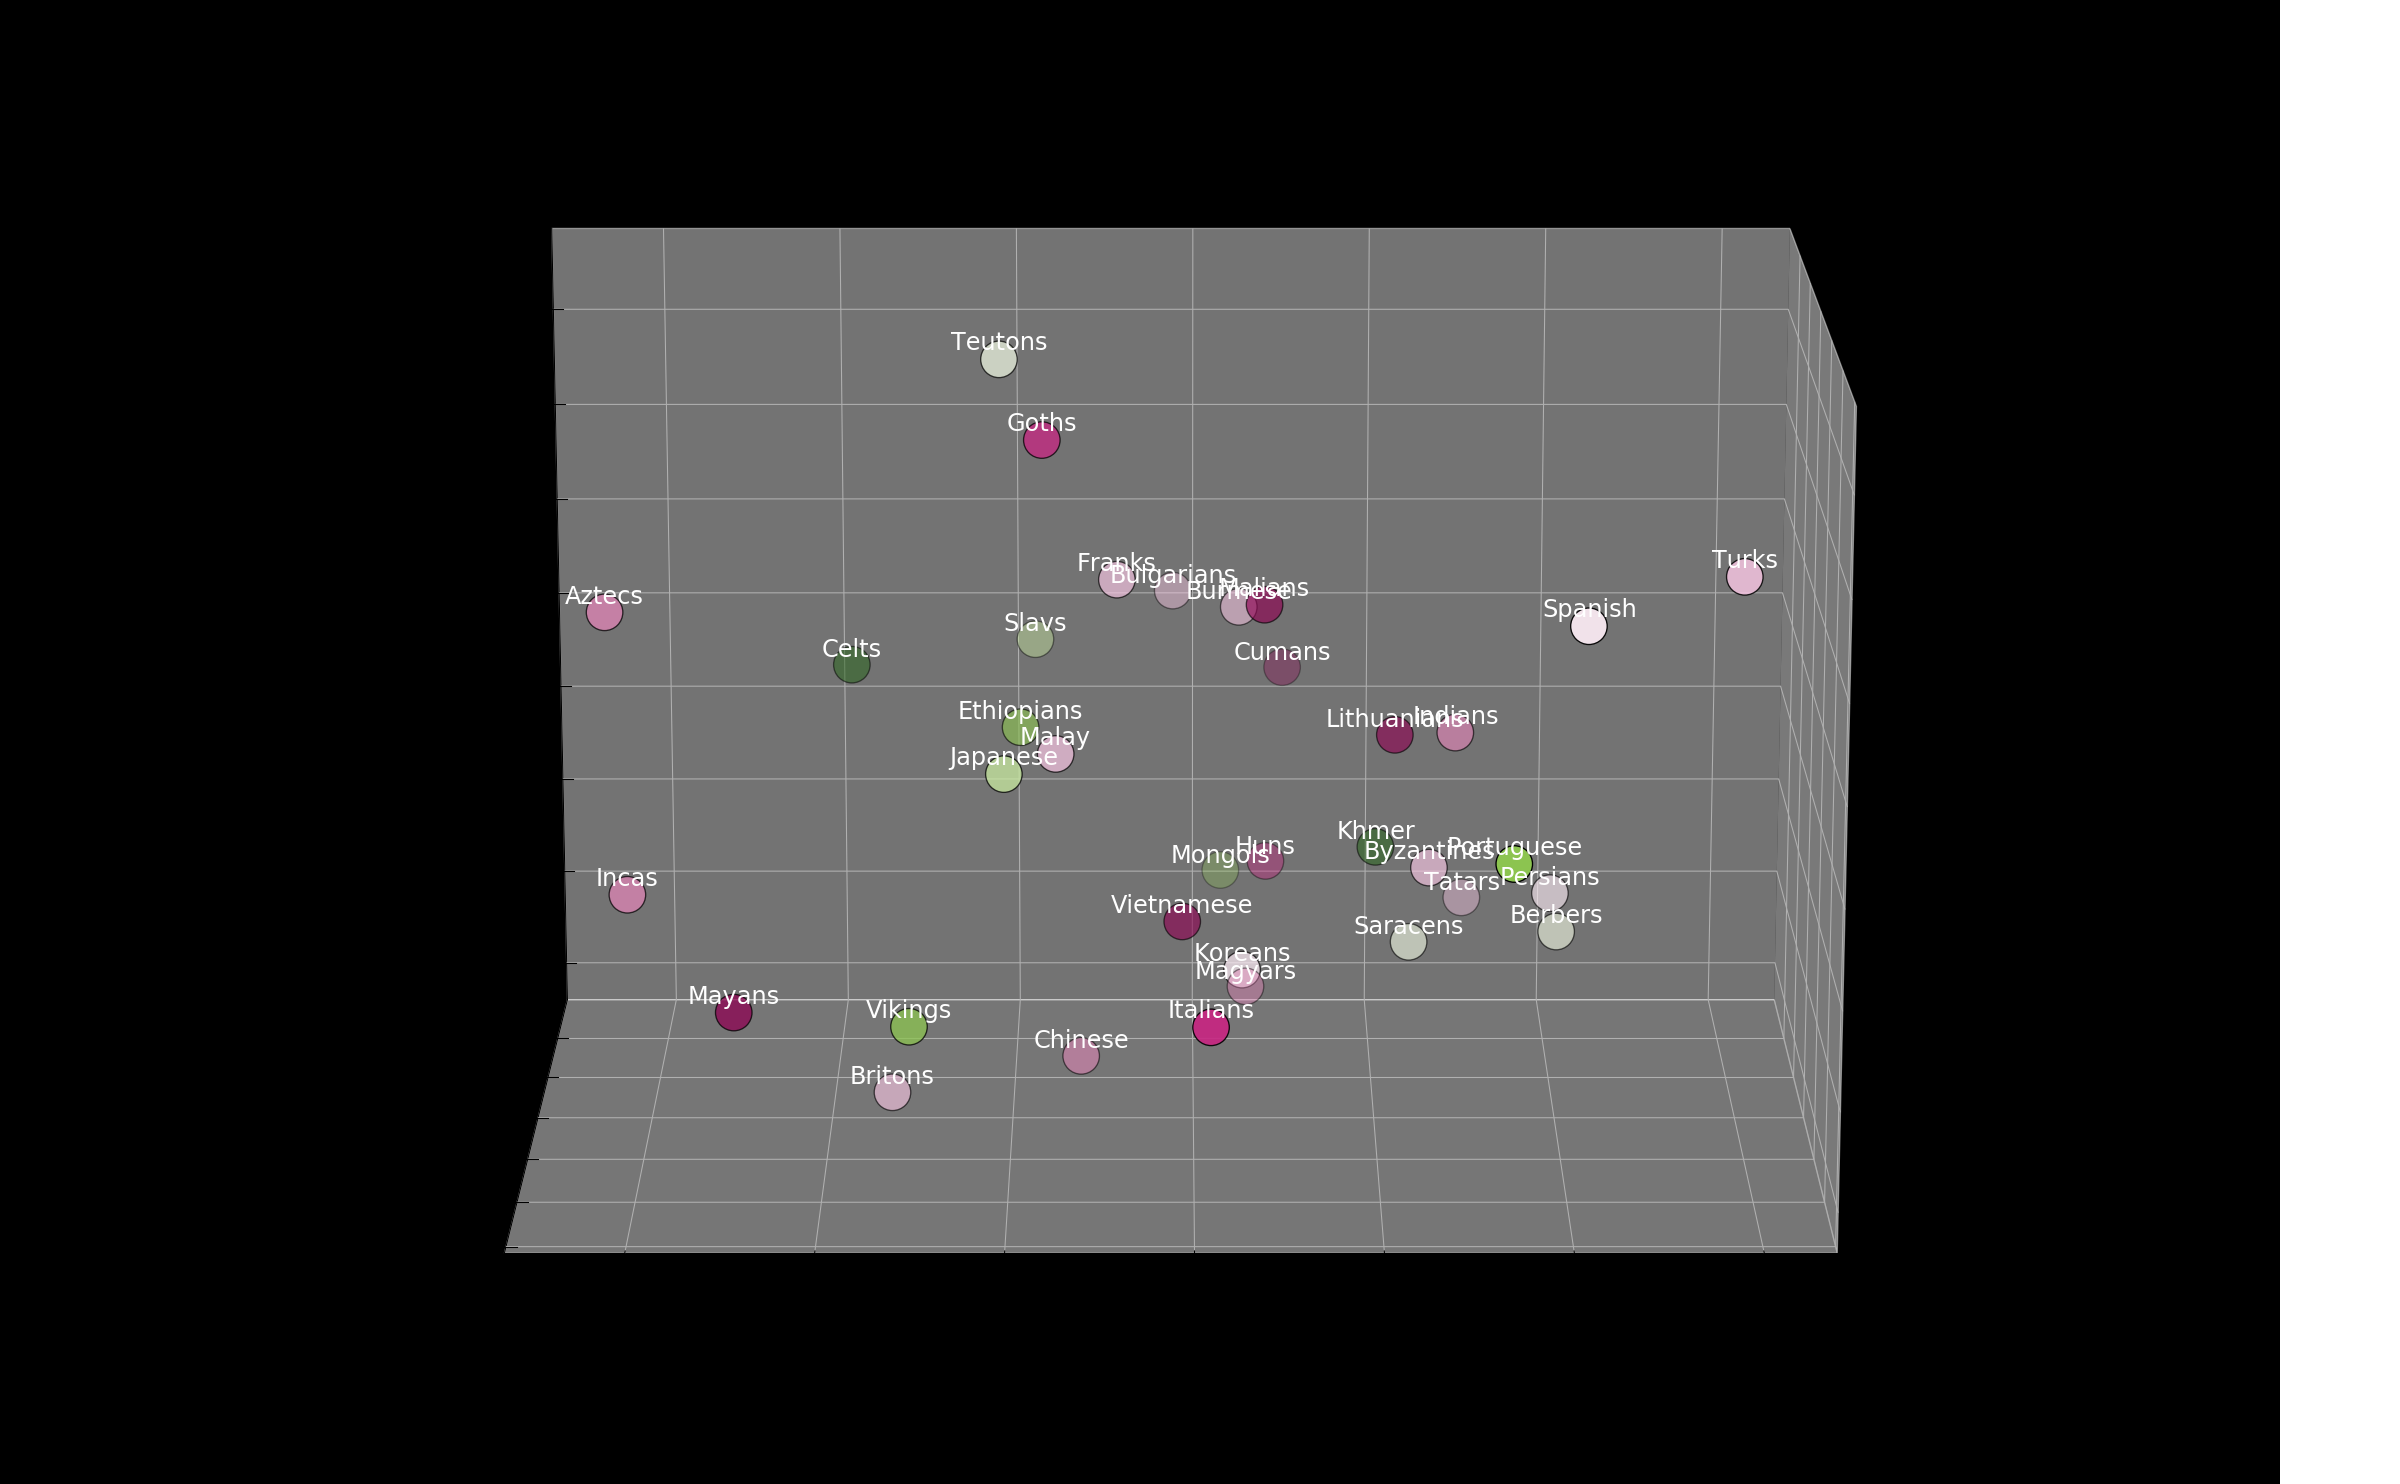 Teutons
Goths
Turks
Franks
Bulgarians
Malians
Burmese
Aztecs
Spanish
Slavs
Celts
Cumans
Ethiopians
Lithuanians
Indians
Malay
Japanese
Khmer
Huns
Portuguese
Byzantines
Mongols
Incas
Persians
Tatars
Vietnamese
Berbers
Saracens
Koreans
Magyars
Mayans
Vikings
Italians
Chinese
Britons